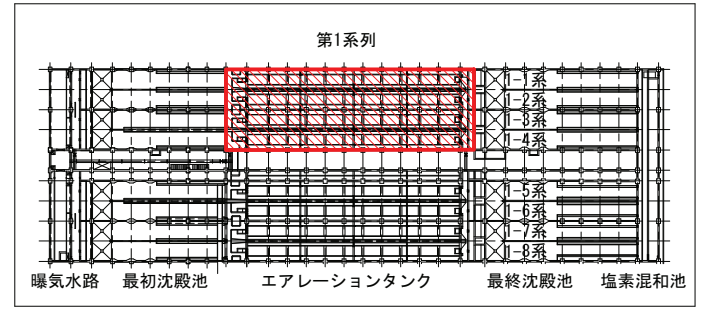 第1系列
1-1系
1-2系
1-3系
1-4系
1-5系
1-6系
1-7系
1-8系
曝気水路 最初沈殿池 エアレーションタンク 最終沈殿池 塩素混和池